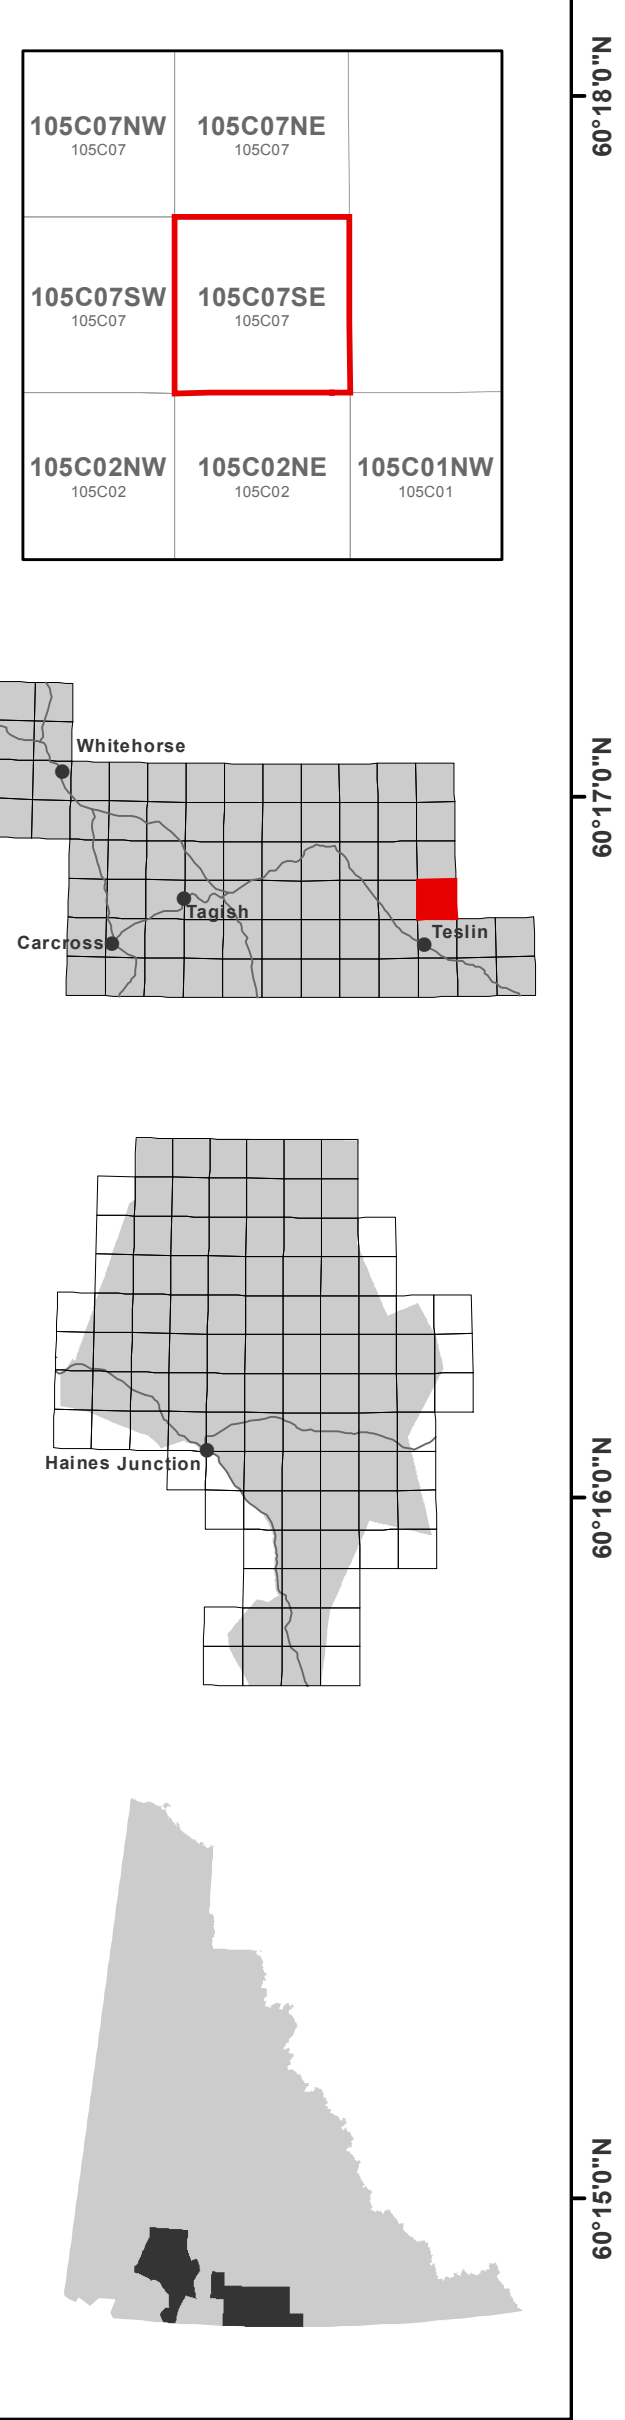 60°18'0"N
105C07NW 105C07NE
105C07 105C07
105C07SW 105C07SE
105C07 105C07
105C02NW 105C02NE 105C01NW
105C02 105C02 105C01
Whitehorse
60°17'0"N
Tagish
Teslin
Carcross
Haines Junction
60°16'0"N
60°15'0"N